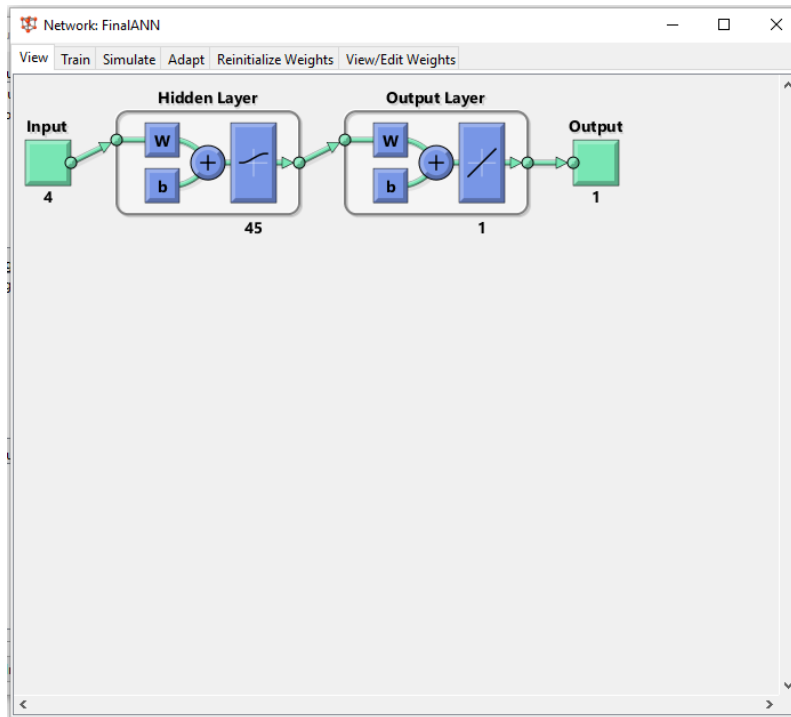 Network: FinalANN
View Train Simulate Adapt Reinitialize Weights View/Edit Weights
Hidden Layer Output Layer
Input Output
W b W b
4 45 1 1